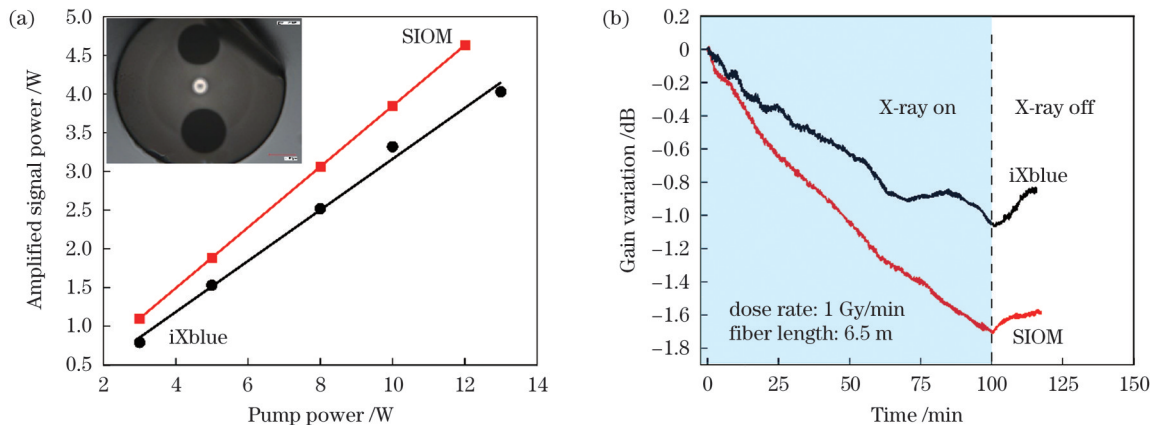 (a)
Amplified signal power /W
5.0
4.5
4.0
3.5
3.0
2.5
2.0
1.5
1.0
0.5
SIOM
iXblue
2
4
6
8
10
12
14
Pump power /W
(b)
Gain variation /dB
0.2
0
−0.2
−0.4
−0.6
−0.8
−1.0
−1.2
−1.4
−1.6
−1.8
X-ray on
X-ray off
iXblue
dose rate: 1 Gy/min
fiber length: 6.5 m
SIOM
0
25
50
75
100
125
150
Time /min